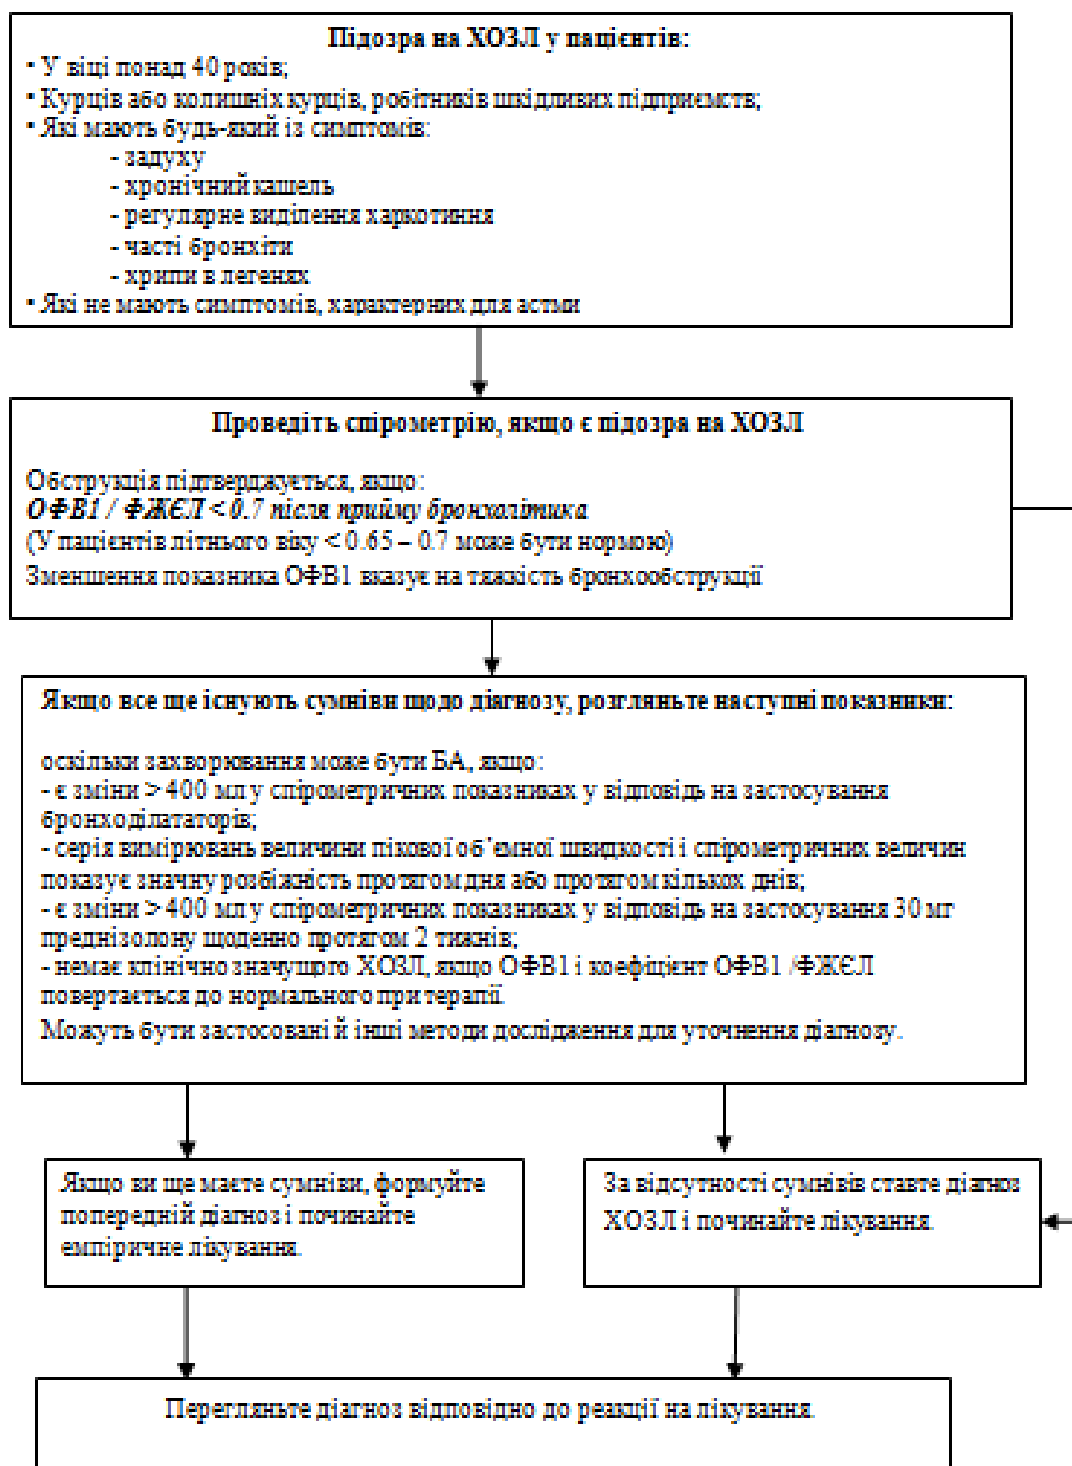 Підозра на ХОЗЛ у пацієнтів:
• У віці понад 40 років;
• Курців або колишніх курців, робітників шкідливих підприємств;
• Які мають будь-який із симптомів:
- задуху
- хронічний кашель
- регулярне виділення харкотиння
- часті бронхіти
- хрипи в легенях
• Які не мають симптомів, характерних для астми
Проведіть спірометрію, якщо є підозра на ХОЗЛ
Обструкція підтверджується, якщо:
ОФВ1 / ФЖЄЛ < 0.7 після прийму бронхолітика
(У пацієнтів літнього віку < 0.65 – 0.7 може бути нормою)
Зменшення показника ОФВ1 вказує на тяжкість бронхообструкції
Якщо все ще існують сумніви щодо діагнозу, розгляньте наступні показники:
оскільки захворювання може бути БА, якщо:
- є зміни > 400 мл у спірометричних показниках у відповідь на застосування
бронходілататорів;
- серія вимірювань величини пікової об'ємної швидкості і спірометричних величин
показує значну розбіжність протягом дня або протягом кількох днів;
- є зміни > 400 мл у спірометричних показниках у відповідь на застосування 30 мг
преднізолону щоденно протягом 2 тижнів;
- немає клінічно значущого ХОЗЛ, якщо ОФВ1 і коефіцієнт ОФВ1 /ФЖЄЛ
повертається до нормального при терапії.
Можуть бути застосовані й інші методи дослідження для уточнення діагнозу.
Якщо ви ще маєте сумніви, формуйте
попередній діагноз і починайте
емпіричне лікування.
За відсутності сумнівів ставте діагноз
ХОЗЛ і починайте лікування.
Перегляньте діагноз відповідно до реакції на лікування.